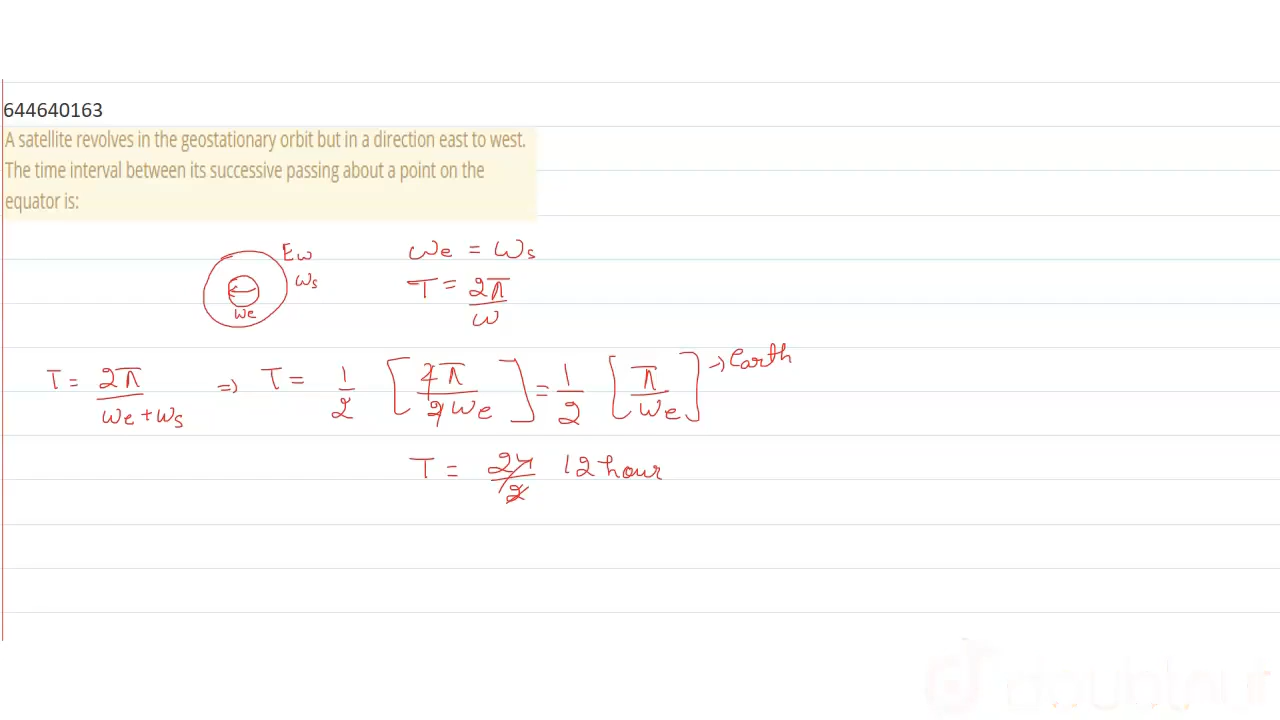 644640163
A satellite revolves in the geostationary orbit but in a direction east to west.
The time interval between its successive passing about a point on the
equator is:
Ew
ωs
ωe
ωe = ωs
T = 2π/ω
T = 2π/(ωe + ωs) ⇒ T = 1/2 [4π/2ωe] = 1/2 [π/ωe] → Earth
T = 24/2 12 hour
doubtnut